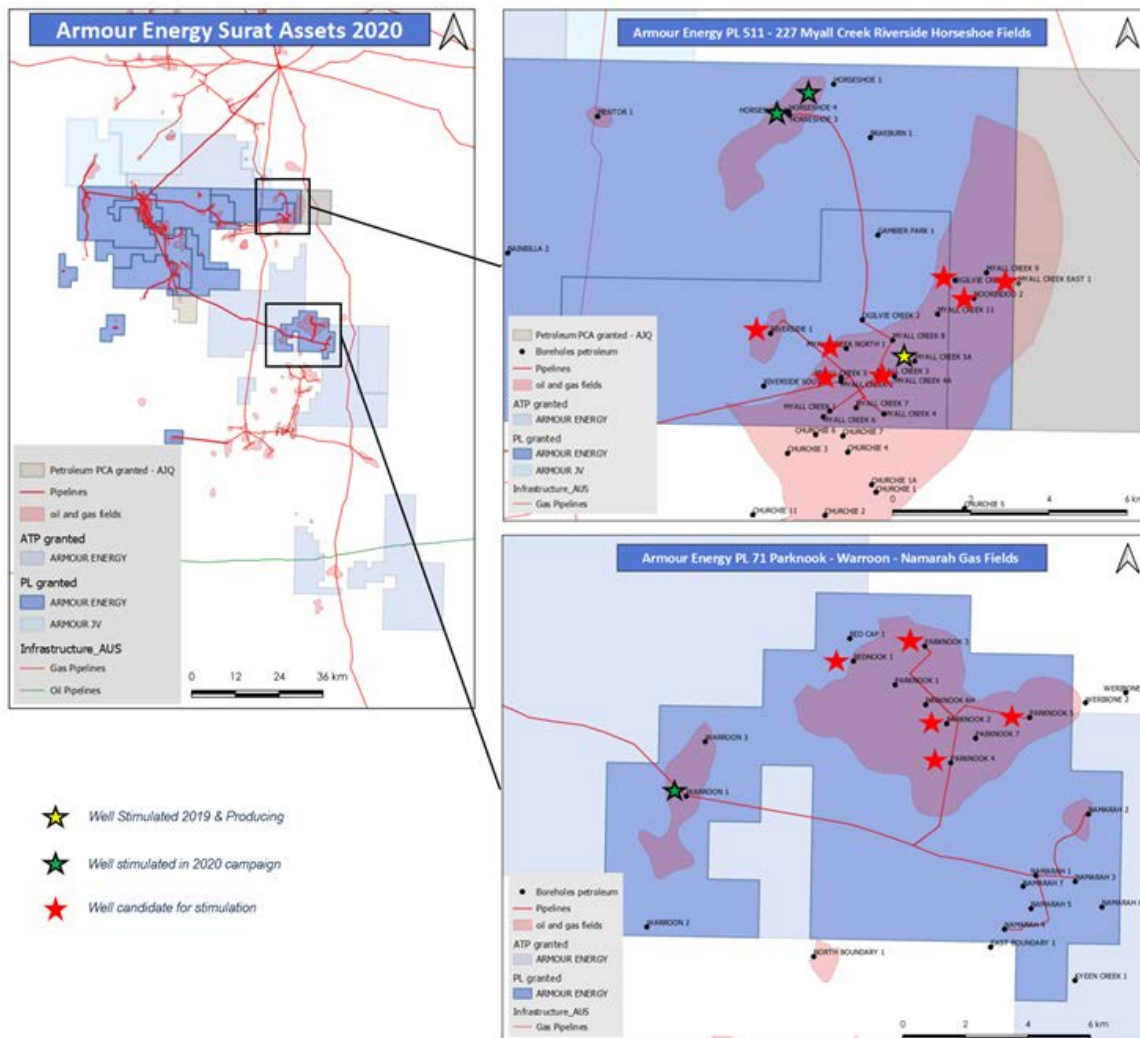 Armour Energy Surat Assets 2020
Petroleum PCA granted - AJQ
Pipelines
oil and gas fields
ATP granted
ARMOUR ENERGY
PL granted
ARMOUR ENERGY
ARMOUR JV
Infrastructure_AUS
Gas Pipelines
Oil Pipelines
0 18 36 km
Well Stimulated 2019 & Producing
Well stimulated in 2020 campaign
Well candidate for stimulation
Armour Energy PL 511 - 227 Myall Creek Riverside Horseshoe Fields
HORSESHOE 1
HORSESHOE 4
HORSESHOE 3
BRAEBURN 1
GAMBIER PARK 1
BAINBILLA 2
MYALL CREEK 9
MYALL CREEK EAST 1
NOORINDOO 2
MYALL CREEK 11
OGILVIE CREEK 2
RIVERSIDE 1
MYALL CREEK 8
MYALL CREEK 5A
MYALL CREEK 4A
MYALL CREEK 7
MYALL CREEK 4
CHURCHIE 6
CHURCHIE 7
CHURCHIE 3
CHURCHIE 4
CHURCHIE 1A
CHURCHIE 1
CHURCHIE 5
CHURCHIE 11
CHURCHIE 2
Petroleum PCA granted - AJQ
Boreholes petroleum
Pipelines
oil and gas fields
ATP granted
ARMOUR ENERGY
PL granted
ARMOUR ENERGY
Infrastructure_AUS
Gas Pipelines
0 2 4 6 km
Armour Energy PL 71 Parknook - Warroon - Namarah Gas Fields
RED CAP 1
PARKNOOK 3
REDNOOK 1
PARKNOOK 1
PARKNOOK 4H
PARKNOOK 2
PARKNOOK 5
PARKNOOK 7
PARKNOOK 4
WERIBONE 2
WARROON 3
WARROON 1
WARROON 2
NAMARAH 2
NAMARAH 1
NAMARAH 3
NAMARAH 7
NAMARAH 5
NAMARAH 4
EAST BOUNDARY 1
NORTH BOUNDARY 1
Boreholes petroleum
Pipelines
oil and gas fields
ATP granted
ARMOUR ENERGY
PL granted
ARMOUR ENERGY
Infrastructure_AUS
Gas Pipelines
0 2 4 6 km